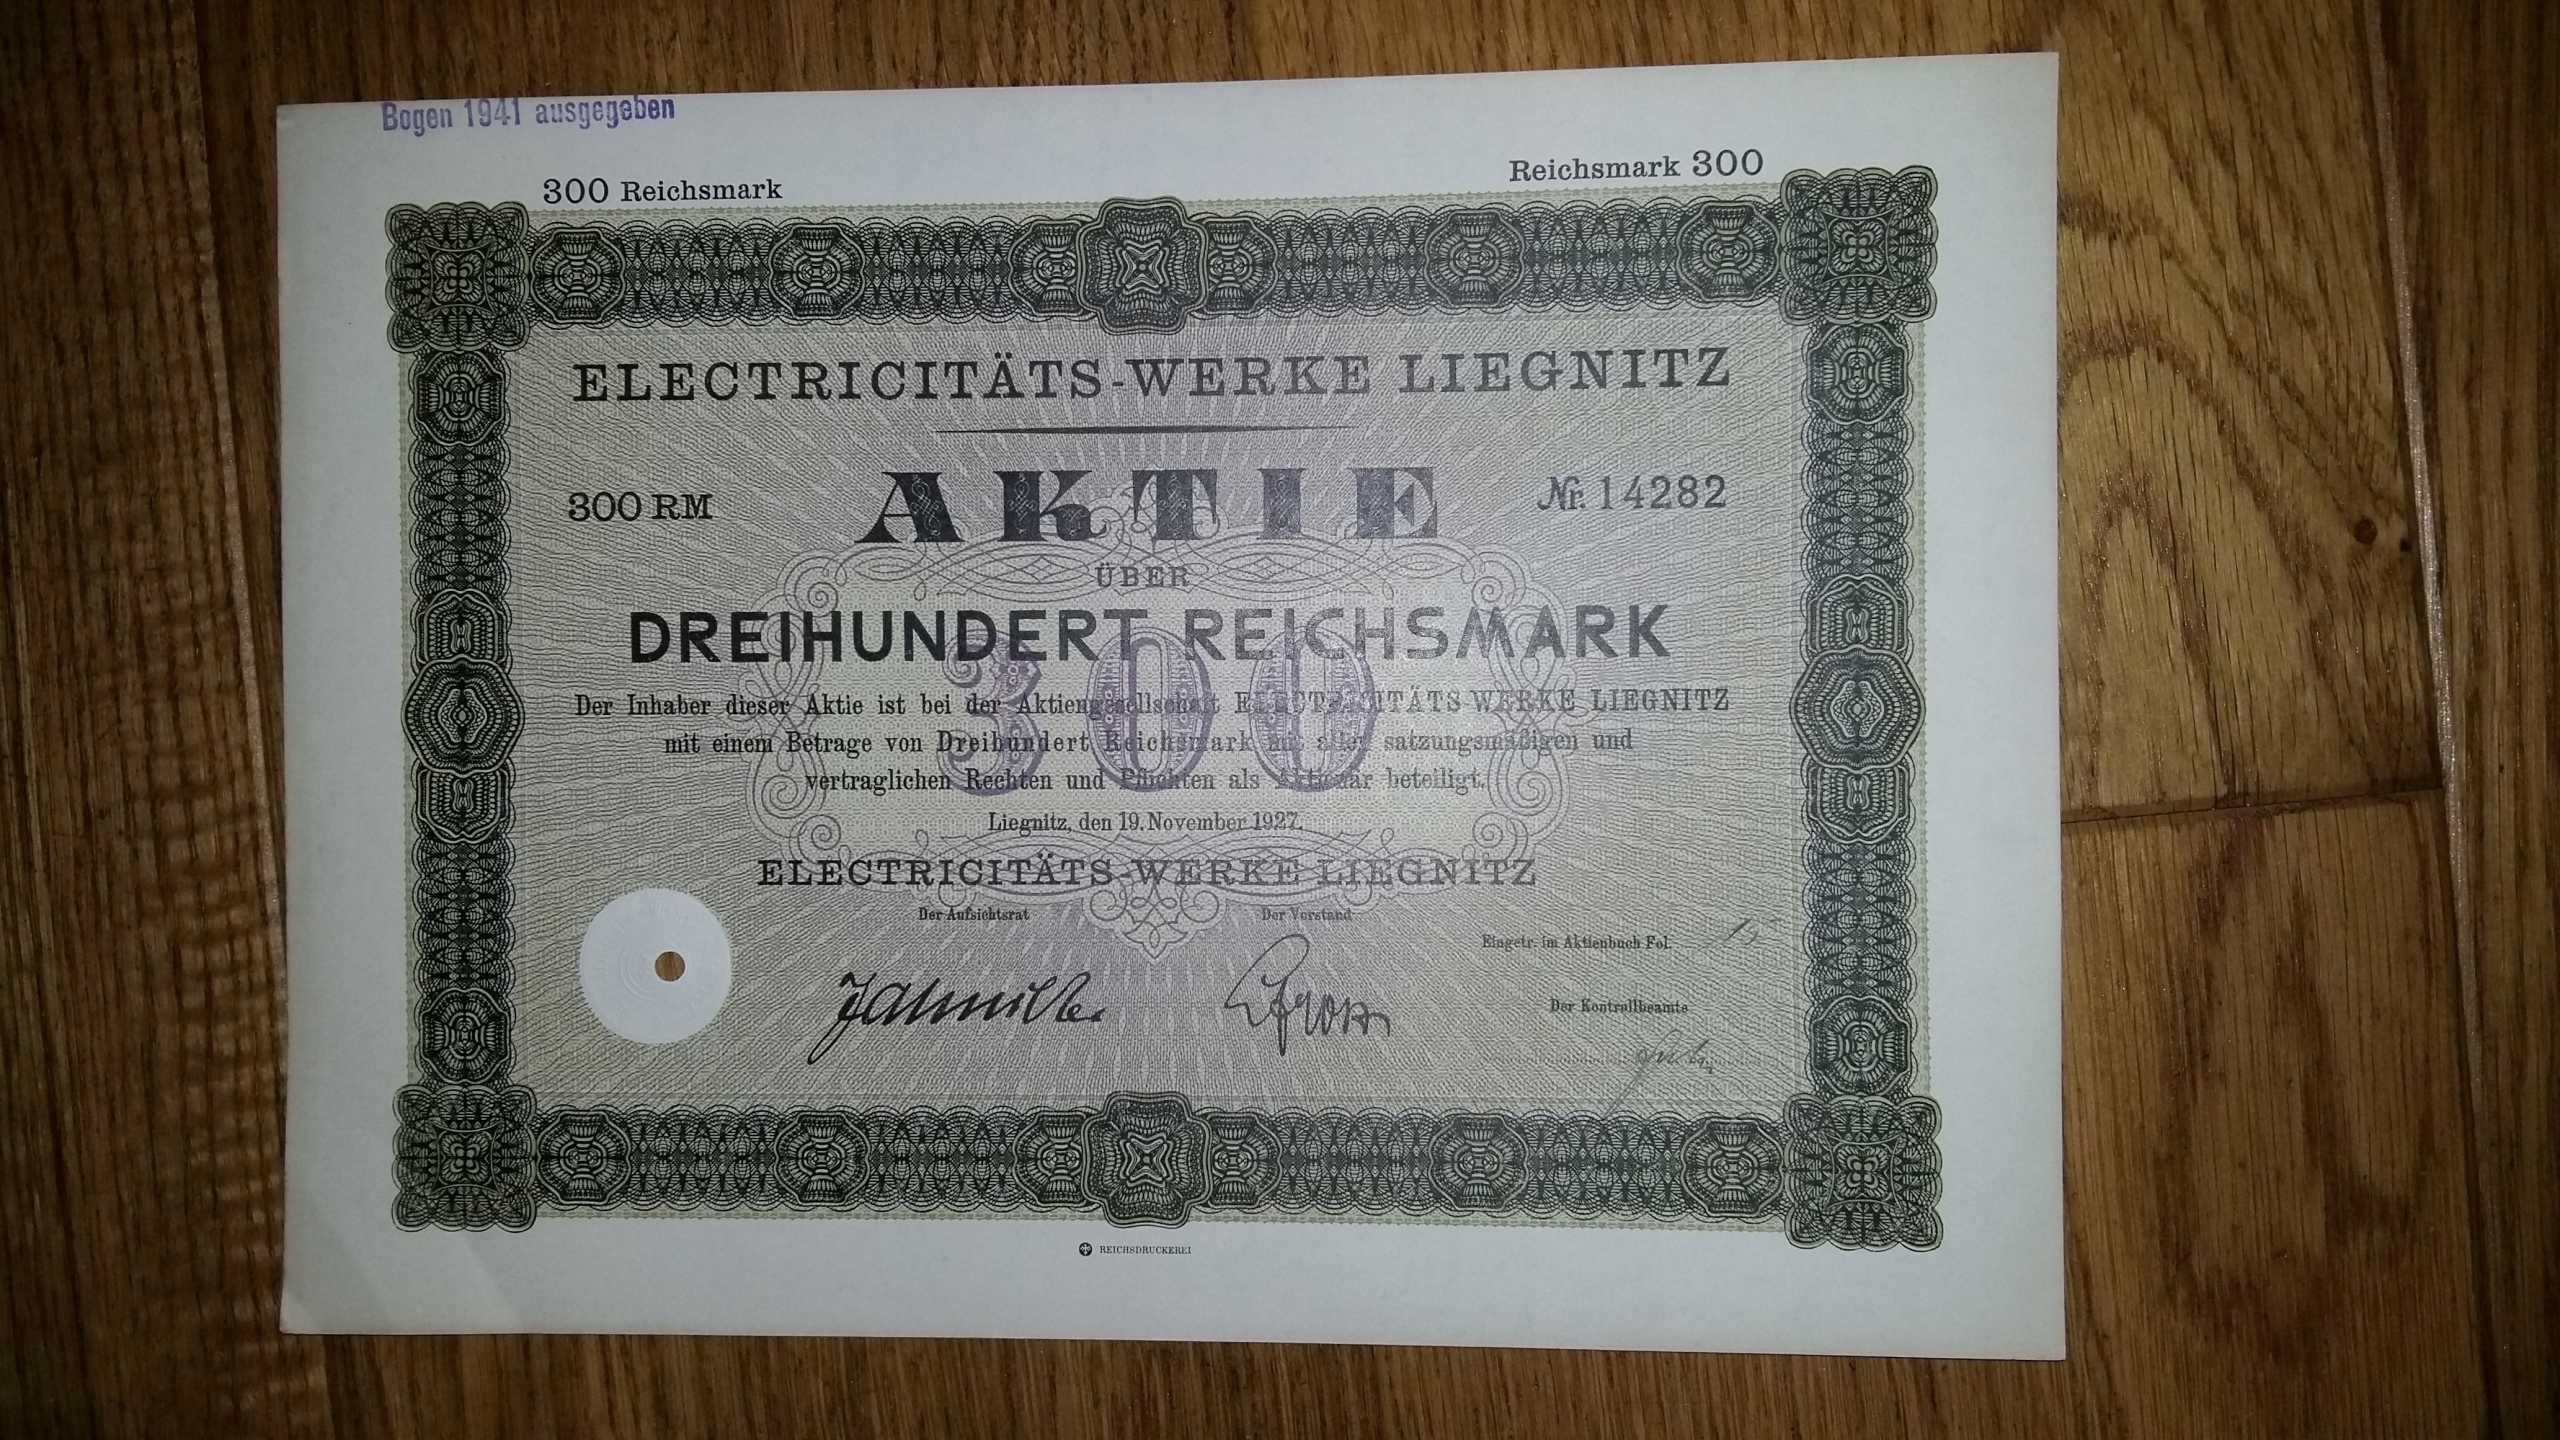 Bogen 1941 ausgegeben
300 Reichsmark
Reichsmark 300
ELECTRICITÄTS-WERKE LIEGNITZ
300 RM
AKTIE
Nr. 14282
ÜBER
DREIHUNDERT REICHSMARK
300
Der Inhaber dieser Aktie ist bei der Aktiengesellschaft ELECTRICITÄTS WERKE LIEGNITZ
mit einem Betrage von Dreihundert Reichsmark mit allen satzungsmäßigen und
vertraglichen Rechten und Pflichten als Aktionär beteiligt.
Liegnitz, den 19. November 1927.
ELECTRICITÄTS-WERKE LIEGNITZ
Der Aufsichtsrat
Der Vorstand
Eingetr. im Aktienbuch Fol.
Der Kontrollbeamte
REICHSDRUCKEREI